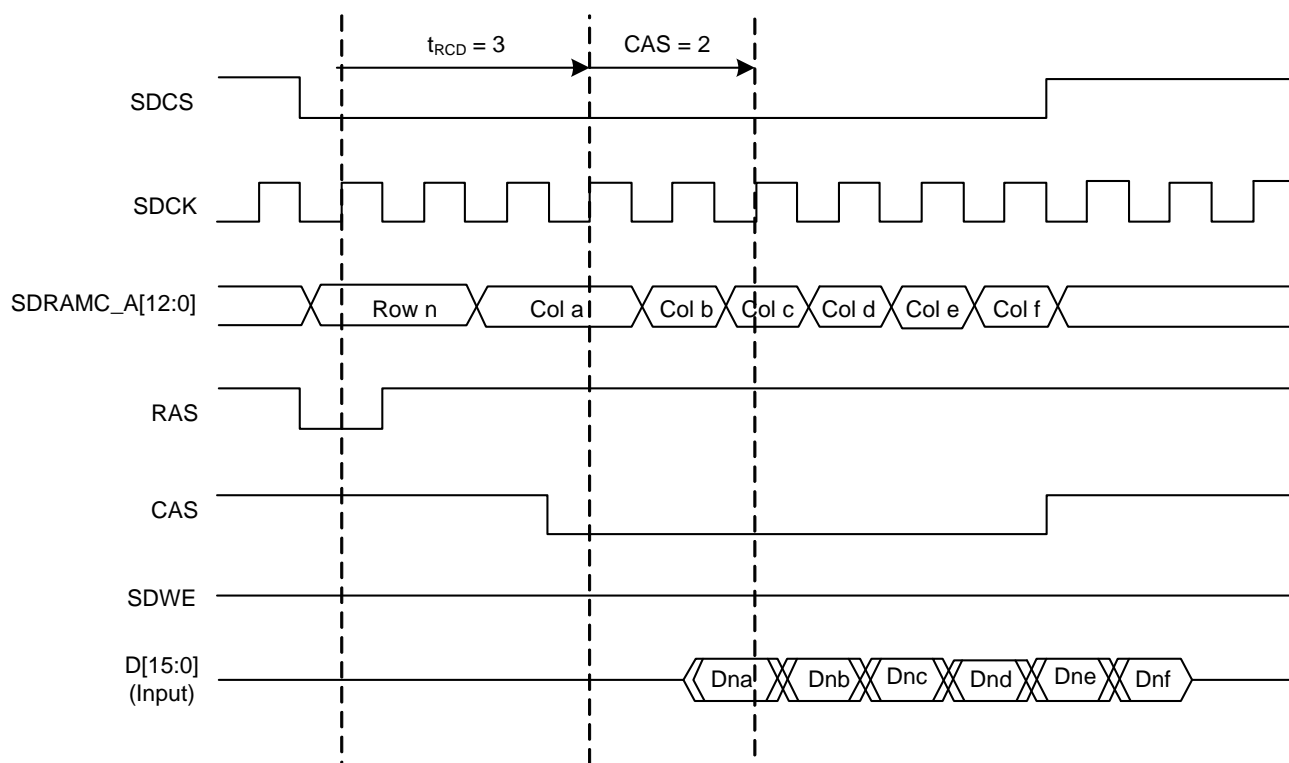 tRCD = 3
CAS = 2
SDCS
SDCK
SDRAMC_A[12:0]
Row n
Col a
Col b
Col c
Col d
Col e
Col f
RAS
CAS
SDWE
D[15:0]
(Input)
Dna
Dnb
Dnc
Dnd
Dne
Dnf